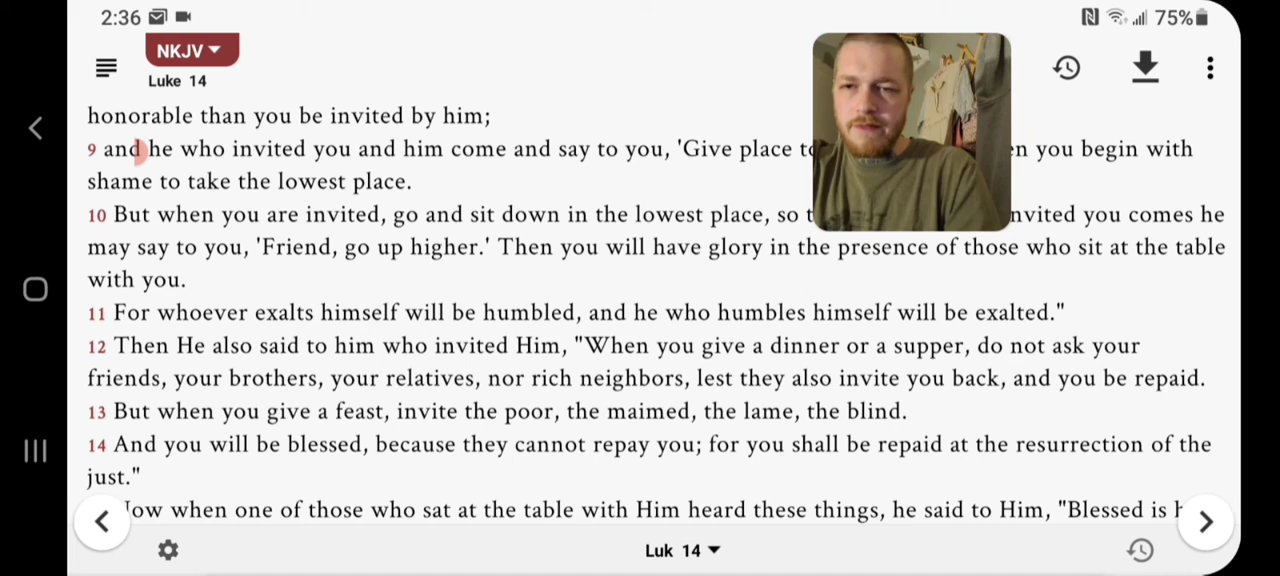 2:36 75%
NKJV
Luke 14
honorable than you be invited by him;
9 and he who invited you and him come and say to you, 'Give place n you begin with
shame to take the lowest place.
10 But when you are invited, go and sit down in the lowest place, so nvited you comes he
may say to you, 'Friend, go up higher.' Then you will have glory in the presence of those who sit at the table
with you.
11 For whoever exalts himself will be humbled, and he who humbles himself will be exalted."
12 Then He also said to him who invited Him, "When you give a dinner or a supper, do not ask your
friends, your brothers, your relatives, nor rich neighbors, lest they also invite you back, and you be repaid.
13 But when you give a feast, invite the poor, the maimed, the lame, the blind.
14 And you will be blessed, because they cannot repay you; for you shall be repaid at the resurrection of the
just."
ow when one of those who sat at the table with Him heard these things, he said to Him, "Blessed is
Luk 14